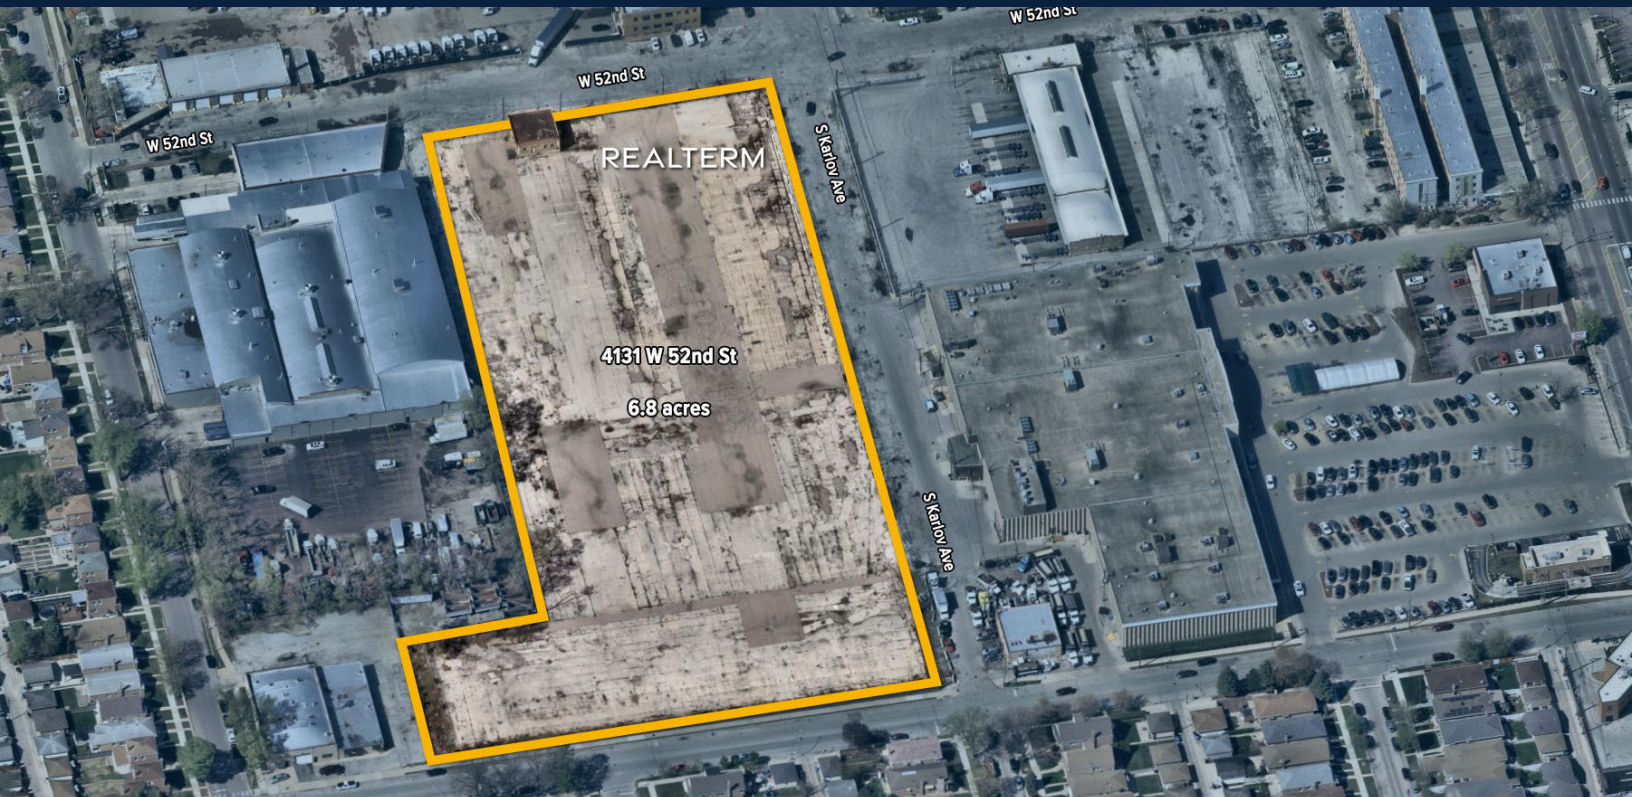 W 52nd St
W 52nd St
W 52nd St
S Karlov Ave
REALTERM
4131 W 52nd St
6.8 acres
S Karlov Ave